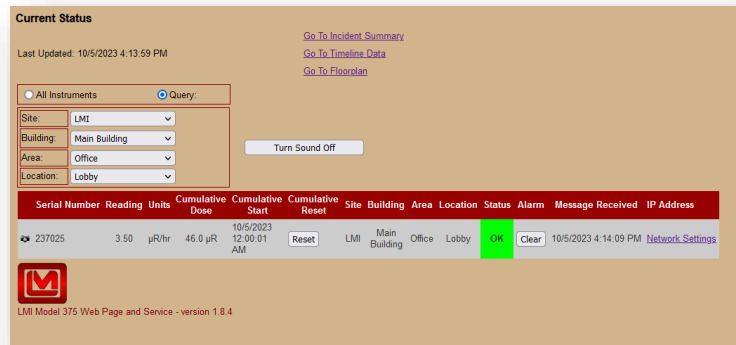 Current Status
Go To Incident Summary
Last Updated: 10/5/2023 4:13:59 PM
Go To Timeline Data
Go To Floorplan
All Instruments Query:
Site: LMI
Building: Main Building
Area: Office
Location: Lobby
Turn Sound Off
Serial Number Reading Units Cumulative Dose Cumulative Start Cumulative Reset Site Building Area Location Status Alarm Message Received IP Address
237025 3.50 µR/hr 46.0 µR 10/5/2023 12:00:01 AM Reset LMI Main Building Office Lobby OK Clear 10/5/2023 4:14:09 PM Network Settings
LMI Model 375 Web Page and Service - version 1.8.4